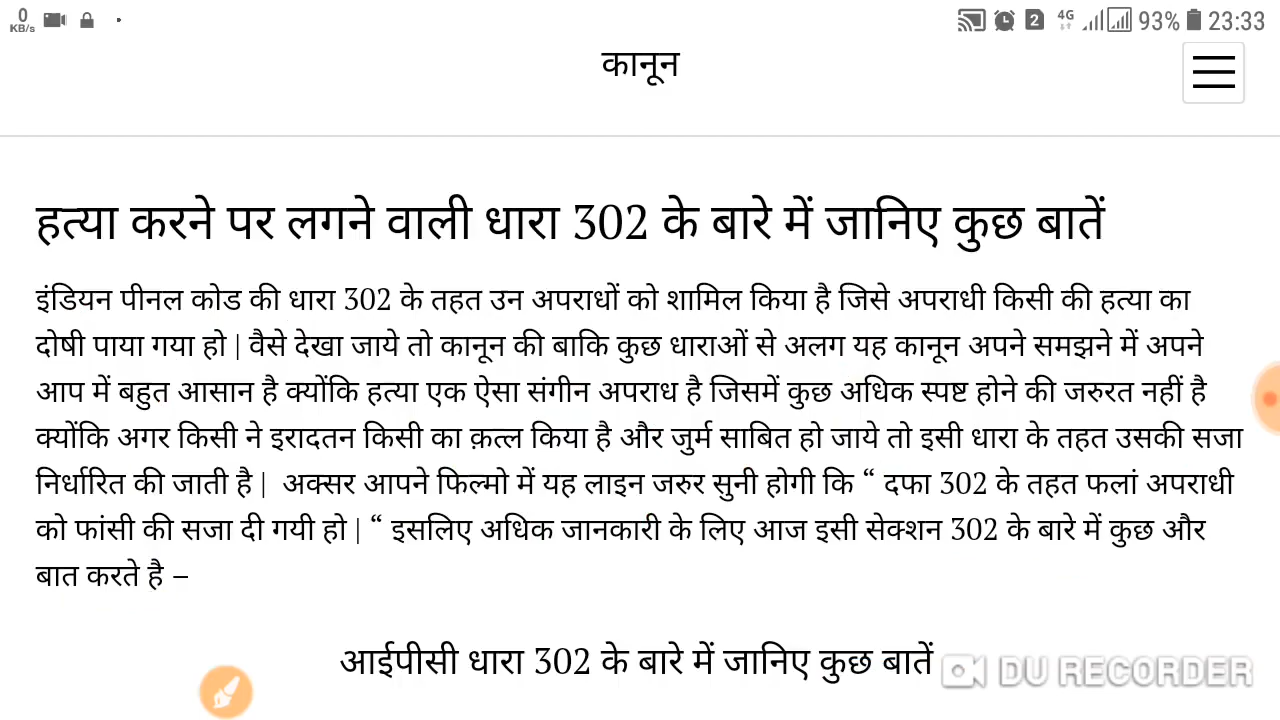 0
KB/s
2
4G
93%
23:33
कानून
हत्या करने पर लगने वाली धारा 302 के बारे में जानिए कुछ बातें
इंडियन पीनल कोड की धारा 302 के तहत उन अपराधों को शामिल किया है जिसे अपराधी किसी की हत्या का
दोषी पाया गया हो | वैसे देखा जाये तो कानून की बाकि कुछ धाराओं से अलग यह कानून अपने समझने में अपने
आप में बहुत आसान है क्योंकि हत्या एक ऐसा संगीन अपराध है जिसमें कुछ अधिक स्पष्ट होने की जरुरत नहीं है
क्योंकि अगर किसी ने इरादतन किसी का क़त्ल किया है और जुर्म साबित हो जाये तो इसी धारा के तहत उसकी सजा
निर्धारित की जाती है | अक्सर आपने फिल्मो में यह लाइन जरुर सुनी होगी कि “ दफा 302 के तहत फलां अपराधी
को फांसी की सजा दी गयी हो | “ इसलिए अधिक जानकारी के लिए आज इसी सेक्शन 302 के बारे में कुछ और
बात करते है –
आईपीसी धारा 302 के बारे में जानिए कुछ बातें
DU RECORDER